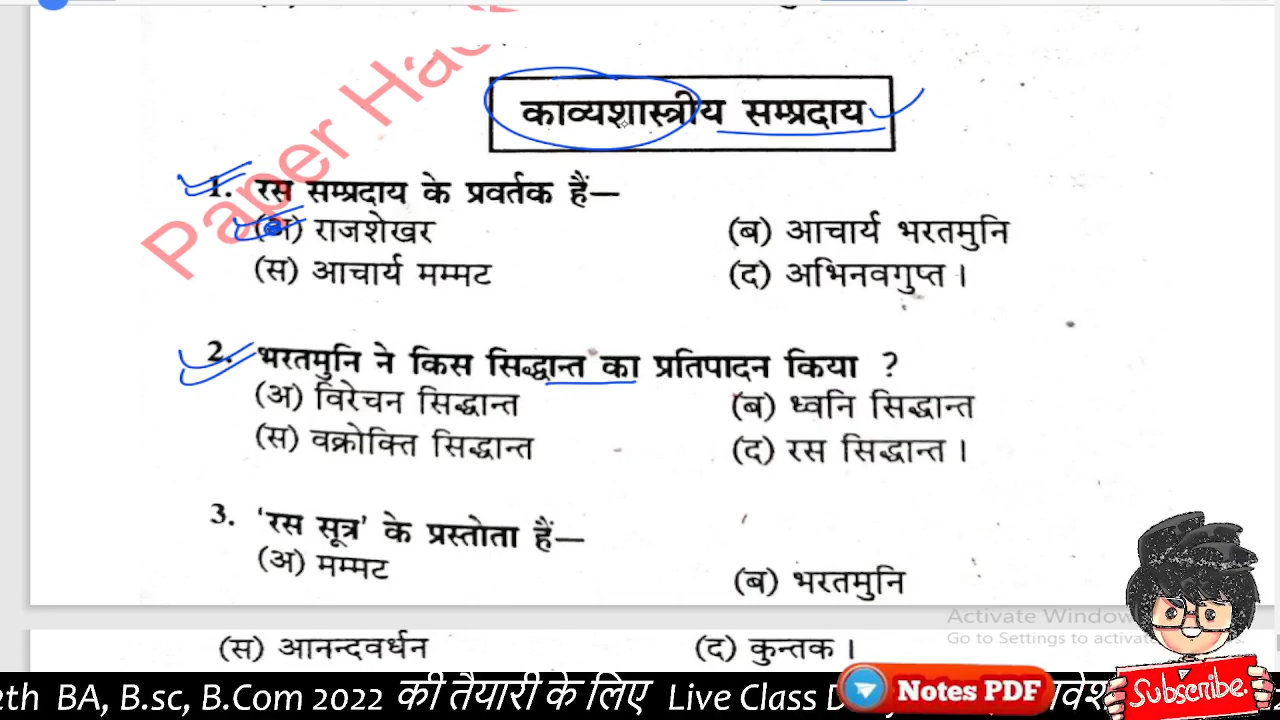 Paper Hac
काव्यशास्त्रीय सम्प्रदाय
1. रस सम्प्रदाय के प्रवर्तक हैं—
(अ) राजशेखर (ब) आचार्य भरतमुनि
(स) आचार्य मम्मट (द) अभिनवगुप्त ।
2. भरतमुनि ने किस सिद्धान्त का प्रतिपादन किया ?
(अ) विरेचन सिद्धान्त (ब) ध्वनि सिद्धान्त
(स) वक्रोक्ति सिद्धान्त (द) रस सिद्धान्त ।
3. 'रस सूत्र' के प्रस्तोता हैं—
(अ) मम्मट (ब) भरतमुनि
(स) आनन्दवर्धन (द) कुन्तक ।
Activate Window
Go to Settings to activat
BA, B.sc, B.Com 2022 की तैयारी के लिए Live Class
Notes PDF
Subscribe.